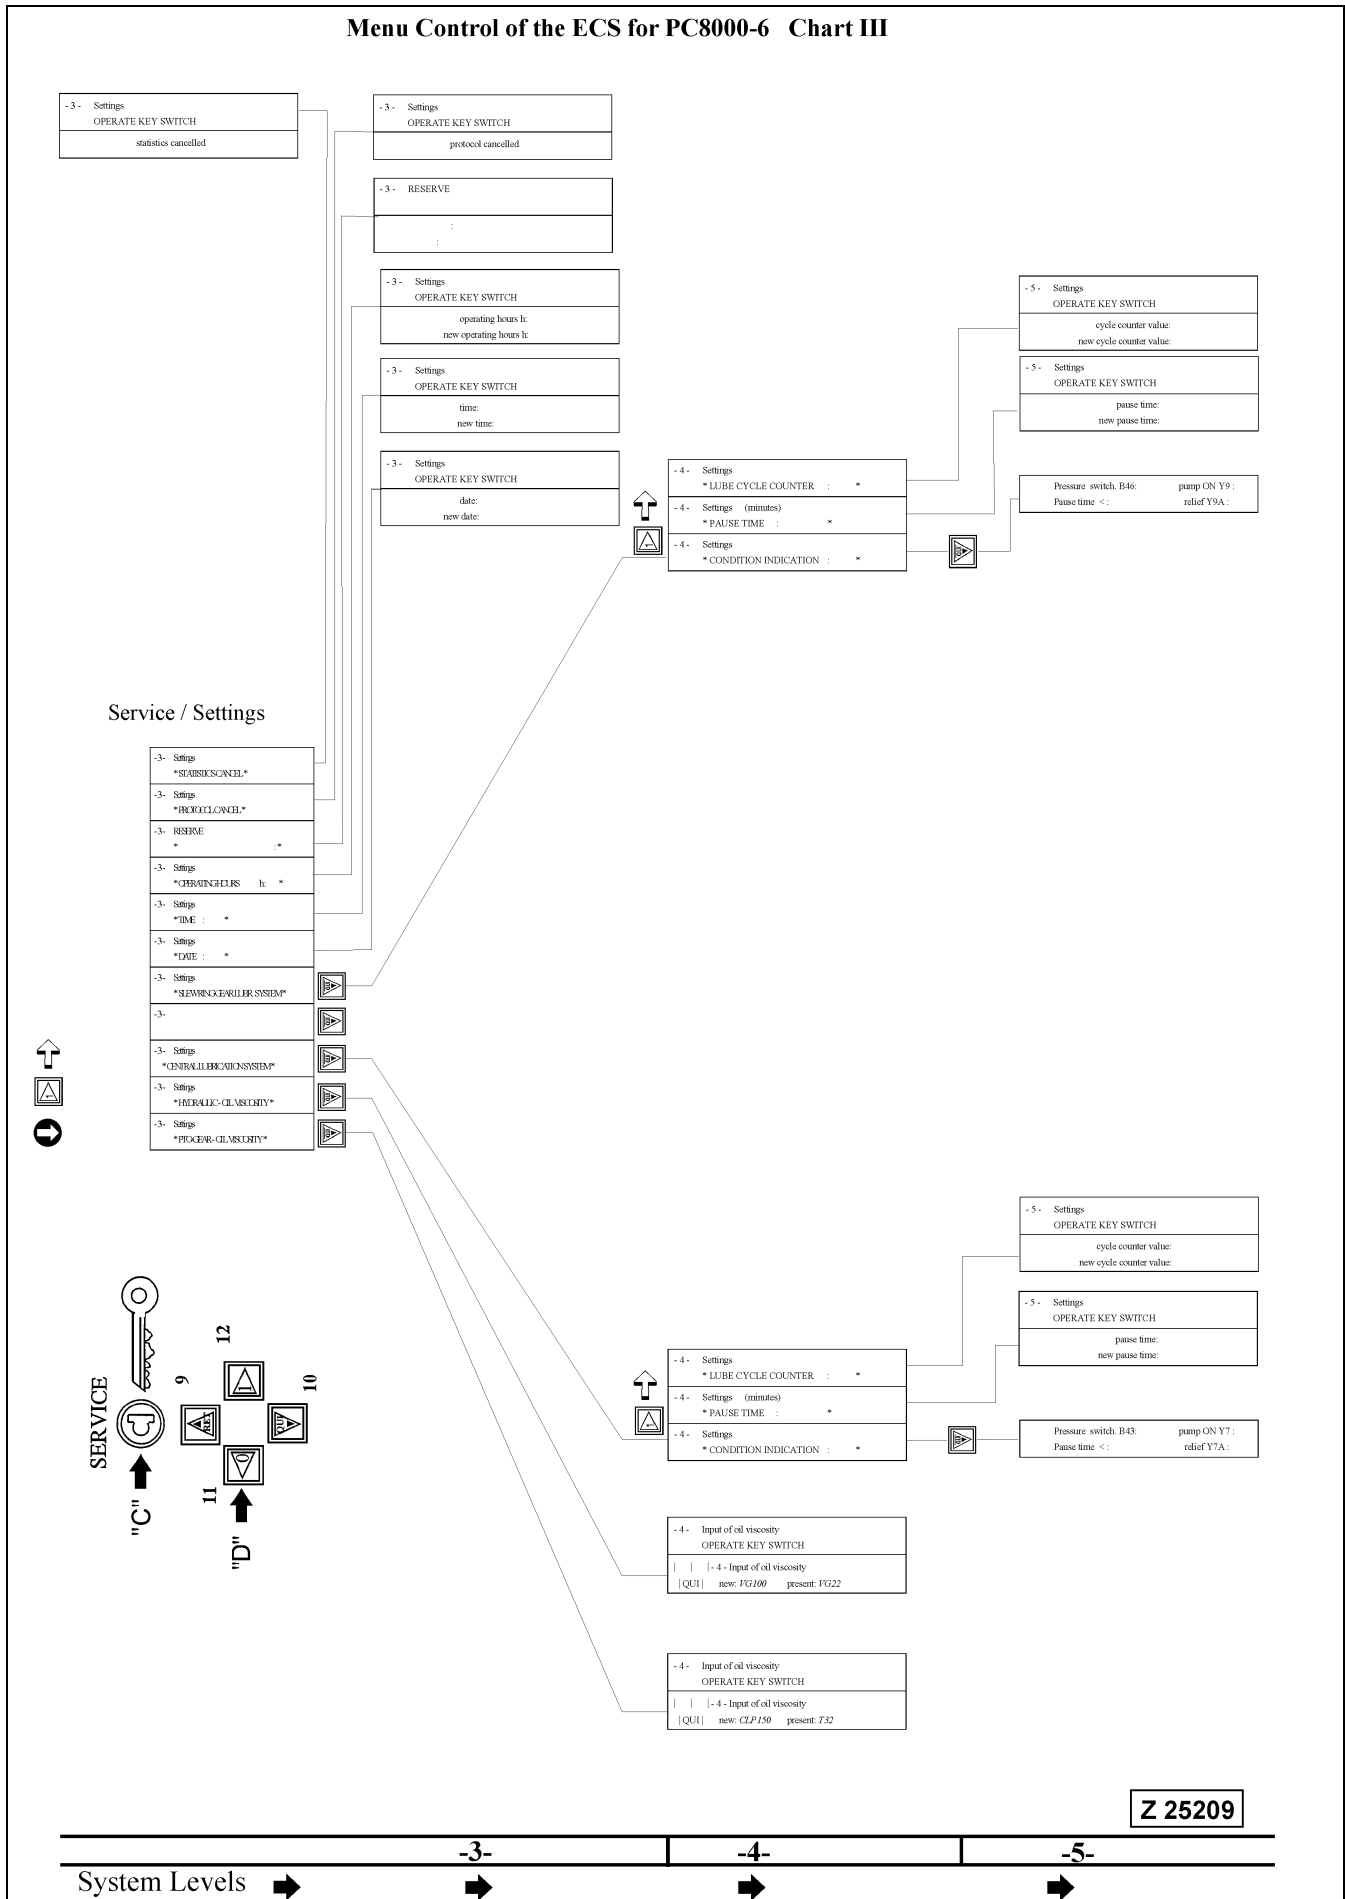 Menu Control of the ECS for PC8000-6 Chart III
- 3 - Settings
OPERATE KEY SWITCH
statistics cancelled
- 3 - Settings
OPERATE KEY SWITCH
protocol cancelled
- 3 - RESERVE
:
:
- 3 - Settings
OPERATE KEY SWITCH
operating hours h:
new operating hours h:
- 3 - Settings
OPERATE KEY SWITCH
time:
new time:
- 3 - Settings
OPERATE KEY SWITCH
date:
new date:
- 5 - Settings
OPERATE KEY SWITCH
cycle counter value:
new cycle counter value:
- 5 - Settings
OPERATE KEY SWITCH
pause time:
new pause time:
- 4 - Settings
* LUBE CYCLE COUNTER : *
- 4 - Settings (minutes)
* PAUSE TIME : *
- 4 - Settings
* CONDITION INDICATION : *
1
Pressure switch. B46: pump ON Y9 :
Pause time < : relief Y9A :
Service / Settings
-3- Settings
* STATISTICS CANCEL *
-3- Settings
* PROTOCOL CANCEL *
-3- RESERVE
* : *
-3- Settings
* OPERATING HOURS h: *
-3- Settings
* TIME : *
-3- Settings
* DATE : *
-3- Settings
* SLEWRING GEAR LUBR. SYSTEM *
-3-
-3- Settings
* CENTRAL LUBRICATION SYSTEM *
-3- Settings
* HYDRAULIC - OIL VISCOSITY *
-3- Settings
* PTO-GEAR - OIL VISCOSITY *
1
SERVICE
"C"
"D"
9
RET
12
1
10
QUI
11
0
- 5 - Settings
OPERATE KEY SWITCH
cycle counter value:
new cycle counter value:
- 5 - Settings
OPERATE KEY SWITCH
pause time:
new pause time:
- 4 - Settings
* LUBE CYCLE COUNTER : *
- 4 - Settings (minutes)
* PAUSE TIME : *
- 4 - Settings
* CONDITION INDICATION : *
1
Pressure switch. B43: pump ON Y7 :
Pause time < : relief Y7A :
- 4 - Input of oil viscosity
OPERATE KEY SWITCH
| | | - 4 - Input of oil viscosity
| QUI | new: VG100 present: VG22
- 4 - Input of oil viscosity
OPERATE KEY SWITCH
| | | - 4 - Input of oil viscosity
| QUI | new: CLP150 present: T32
Z 25209
-3- -4- -5-
System Levels